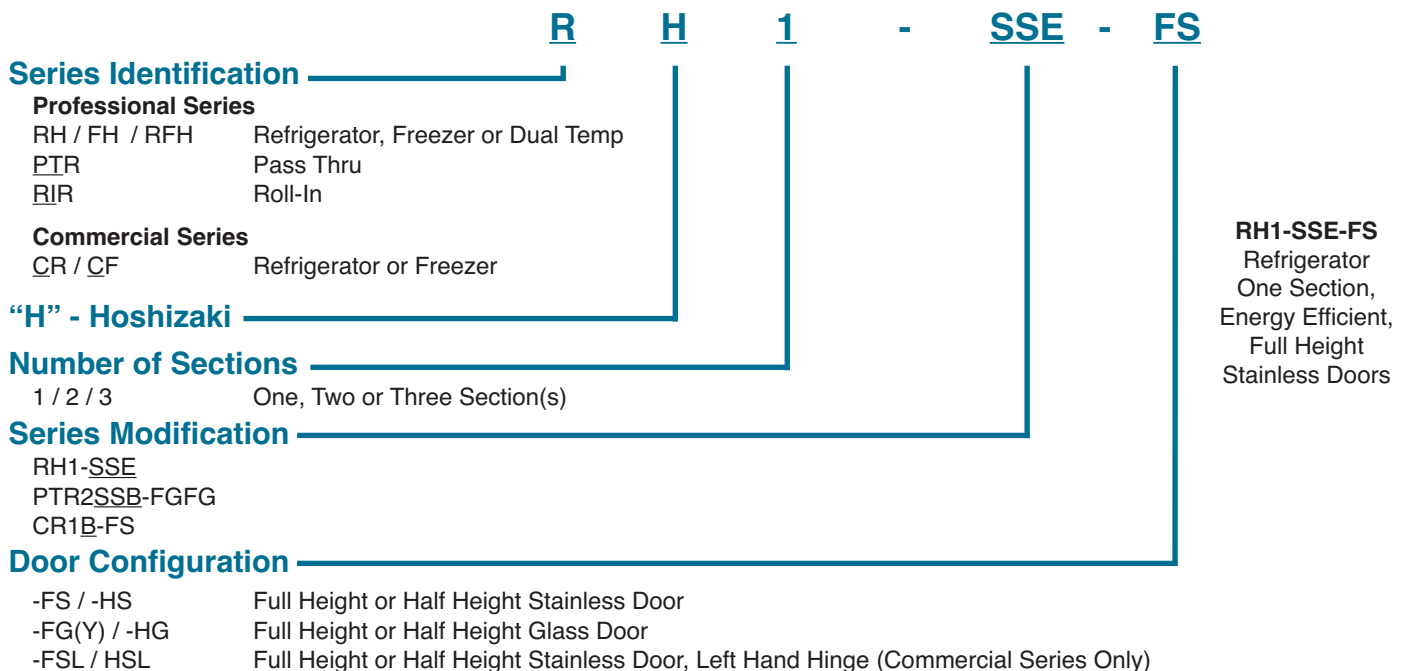 R H 1 - SSE - FS
Series Identification
Professional Series
RH / FH / RFH Refrigerator, Freezer or Dual Temp
PTR Pass Thru
RIR Roll-In
Commercial Series
CR / CF Refrigerator or Freezer
“H” - Hoshizaki
Number of Sections
1 / 2 / 3 One, Two or Three Section(s)
Series Modification
RH1-SSE
PTR2SSB-FGFG
CR1B-FS
Door Configuration
-FS / -HS Full Height or Half Height Stainless Door
-FG(Y) / -HG Full Height or Half Height Glass Door
-FSL / HSL Full Height or Half Height Stainless Door, Left Hand Hinge (Commercial Series Only)
RH1-SSE-FS
Refrigerator
One Section,
Energy Efficient,
Full Height
Stainless Doors